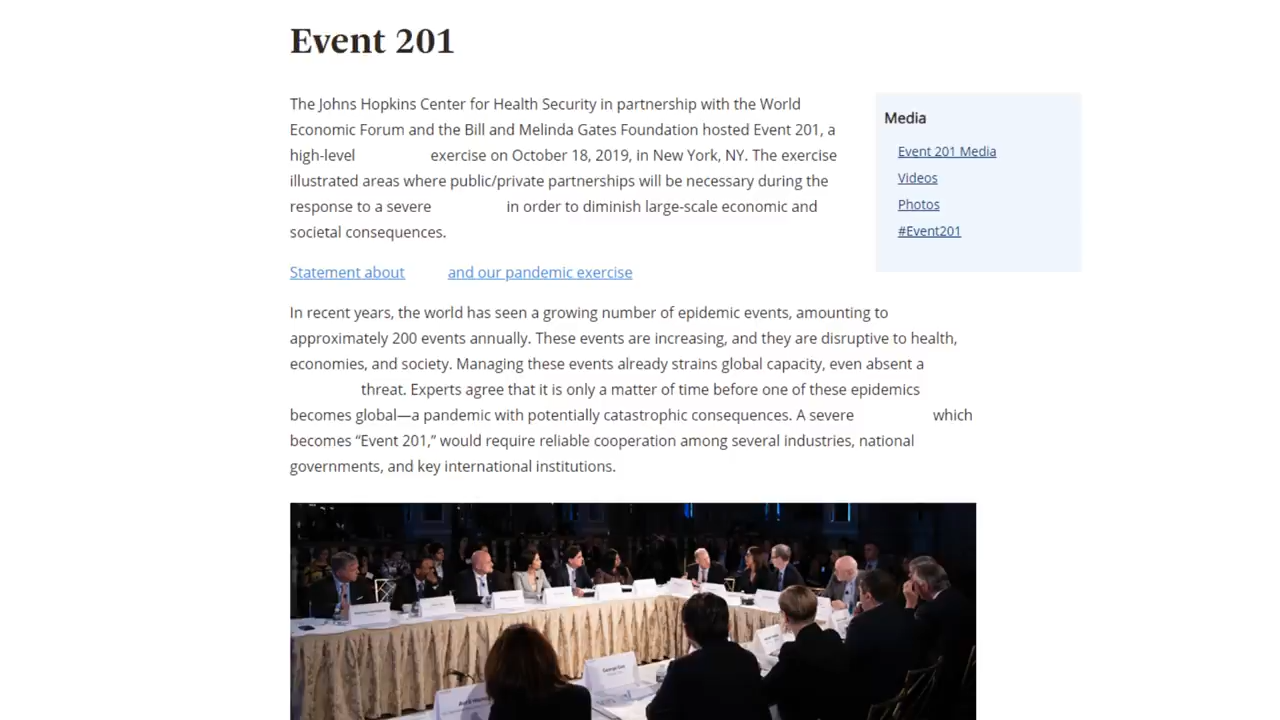 Event 201
The Johns Hopkins Center for Health Security in partnership with the World
Economic Forum and the Bill and Melinda Gates Foundation hosted Event 201, a
high-level exercise on October 18, 2019, in New York, NY. The exercise
illustrated areas where public/private partnerships will be necessary during the
response to a severe in order to diminish large-scale economic and
societal consequences.
Statement about and our pandemic exercise
In recent years, the world has seen a growing number of epidemic events, amounting to
approximately 200 events annually. These events are increasing, and they are disruptive to health,
economies, and society. Managing these events already strains global capacity, even absent a
threat. Experts agree that it is only a matter of time before one of these epidemics
becomes global—a pandemic with potentially catastrophic consequences. A severe which
becomes “Event 201,” would require reliable cooperation among several industries, national
governments, and key international institutions.
Media
Event 201 Media
Videos
Photos
#Event201